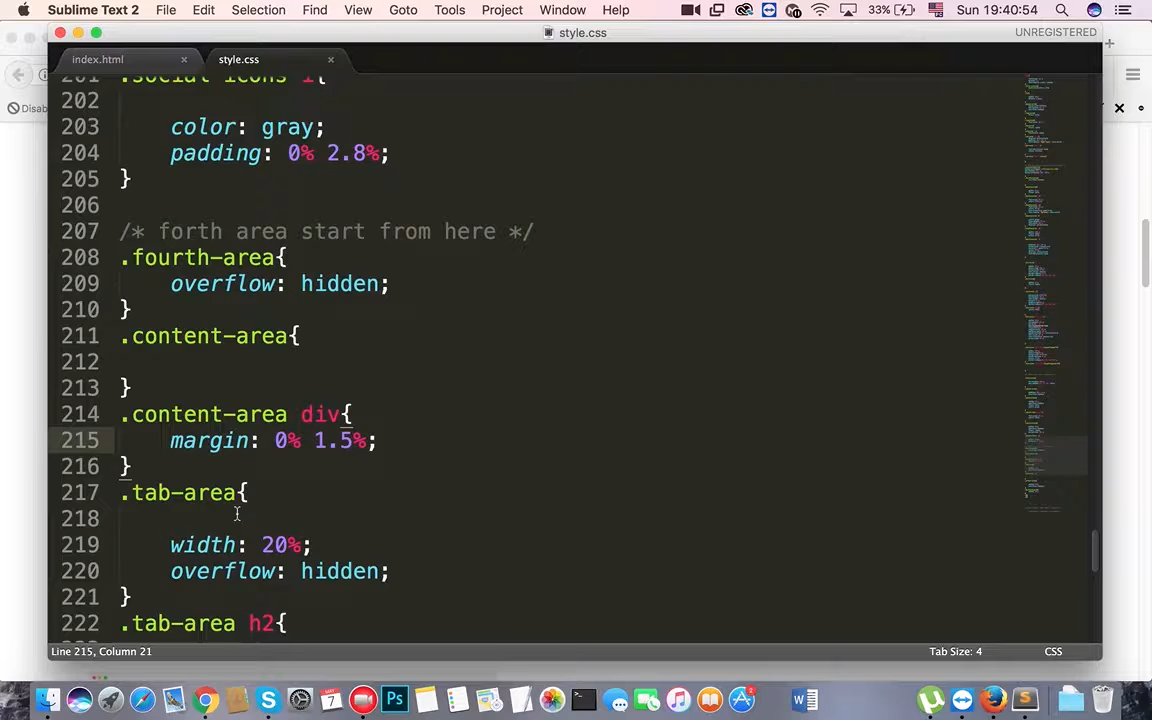 Sublime Text 2 File Edit Selection Find View Goto Tools Project Window Help 33% Sun 19:40:54
style.css UNREGISTERED
index.html × style.css ×
Disab
201 .social icons i{
202
203 color: gray;
204 padding: 0% 2.8%;
205 }
206
207 /* forth area start from here */
208 .fourth-area{
209 overflow: hidden;
210 }
211 .content-area{
212
213 }
214 .content-area div{
215 margin: 0% 1.5%;
216 }
217 .tab-area{
218
219 width: 20%;
220 overflow: hidden;
221 }
222 .tab-area h2{
Line 215, Column 21 Tab Size: 4 CSS